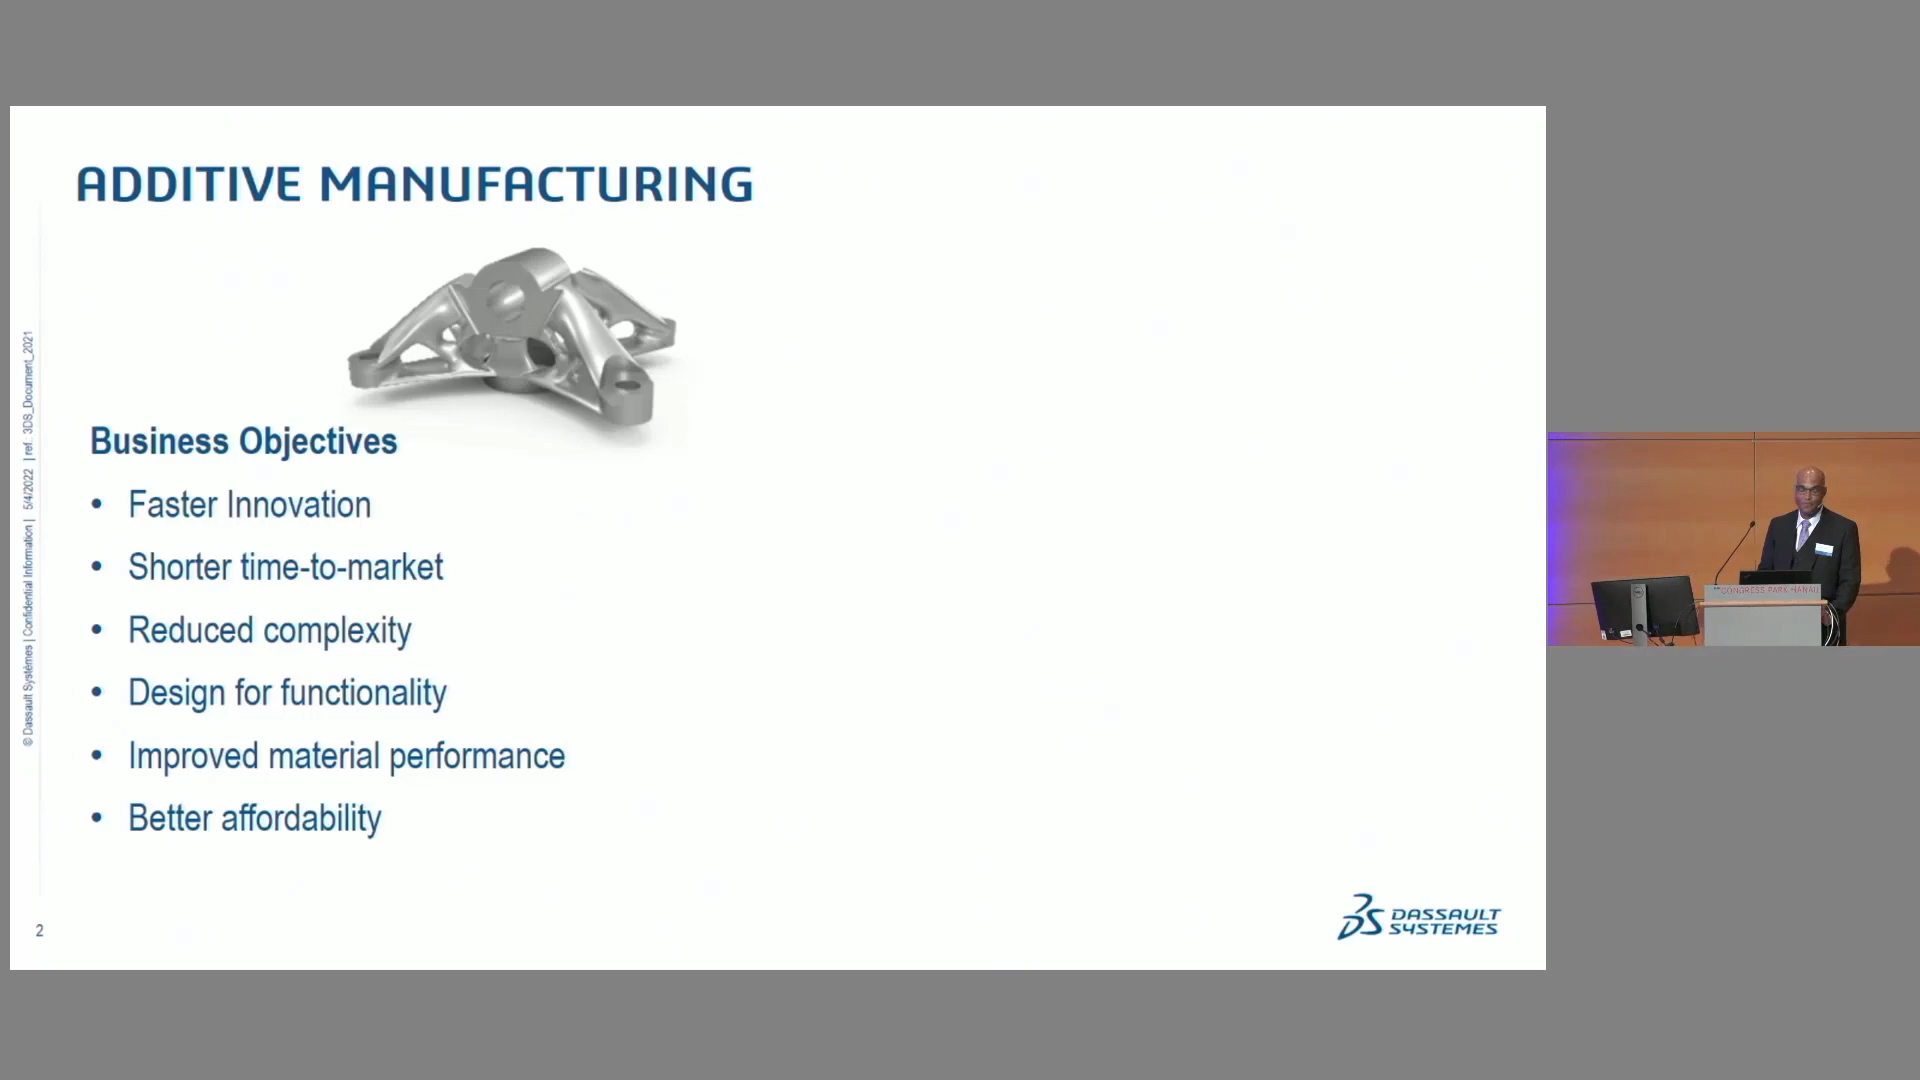 ADDITIVE MANUFACTURING
Business Objectives
• Faster Innovation
• Shorter time-to-market
• Reduced complexity
• Design for functionality
• Improved material performance
• Better affordability
© Dassault Systèmes | Confidential Information | 5/4/2022 | ref. 3DS_Document_2021
2
DASSAULT
SYSTEMES
CONGRESS PARK HANAU